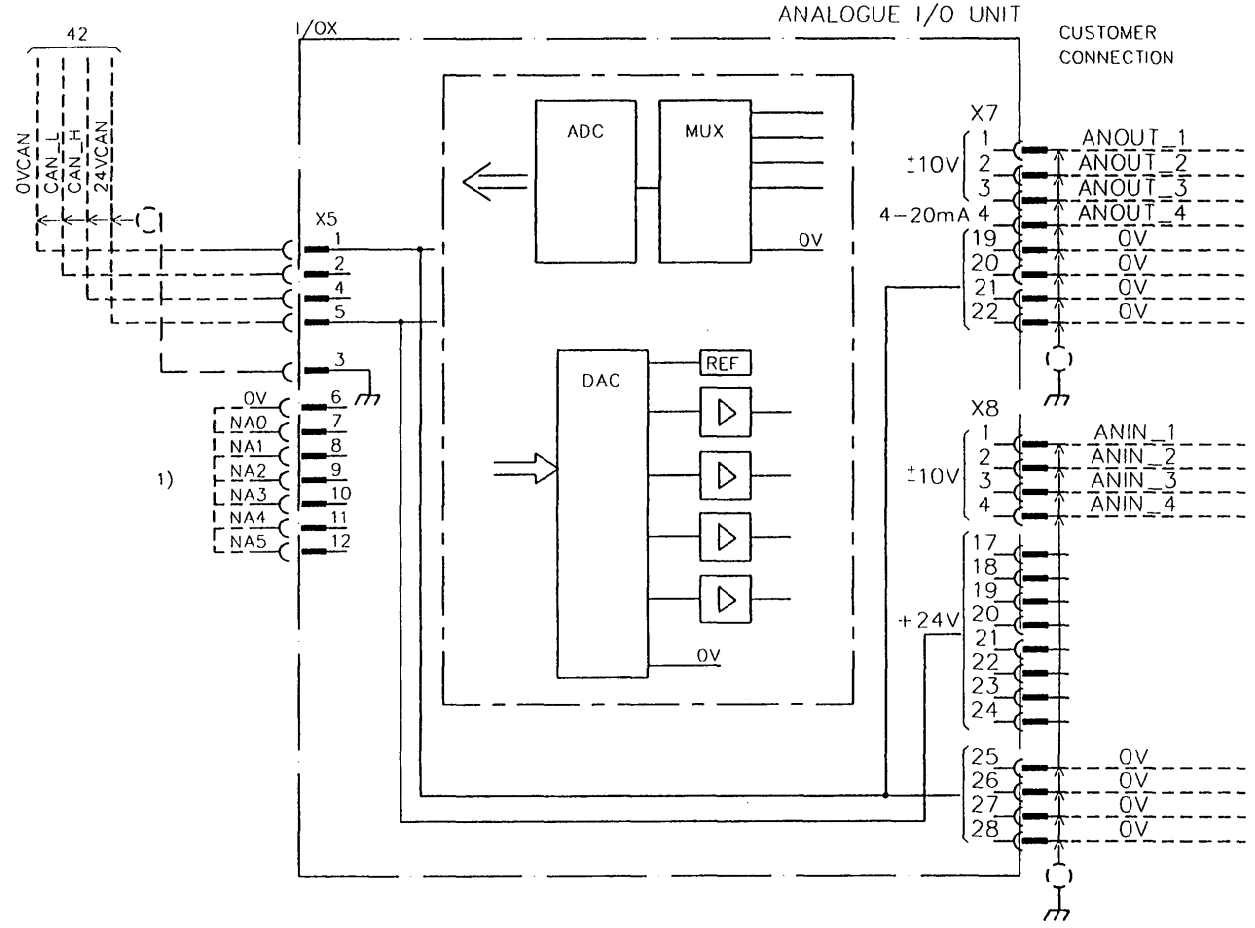 ANALOGUE I/O UNIT
CUSTOMER
CONNECTION
42
I/OX
0VCAN
CAN_L
CAN_H
24VCAN
X5
1
2
4
5
3
0V 6
NA0 7
NA1 8
NA2 9
NA3 10
NA4 11
NA5 12
1)
ADC
MUX
0V
DAC
REF
0V
X7
±10V
1 ANOUT_1
2 ANOUT_2
3 ANOUT_3
4-20mA 4 ANOUT_4
19 0V
20 0V
21 0V
22 0V
X8
±10V
1 ANIN_1
2 ANIN_2
3 ANIN_3
4 ANIN_4
+24V
17
18
19
20
21
22
23
24
25 0V
26 0V
27 0V
28 0V